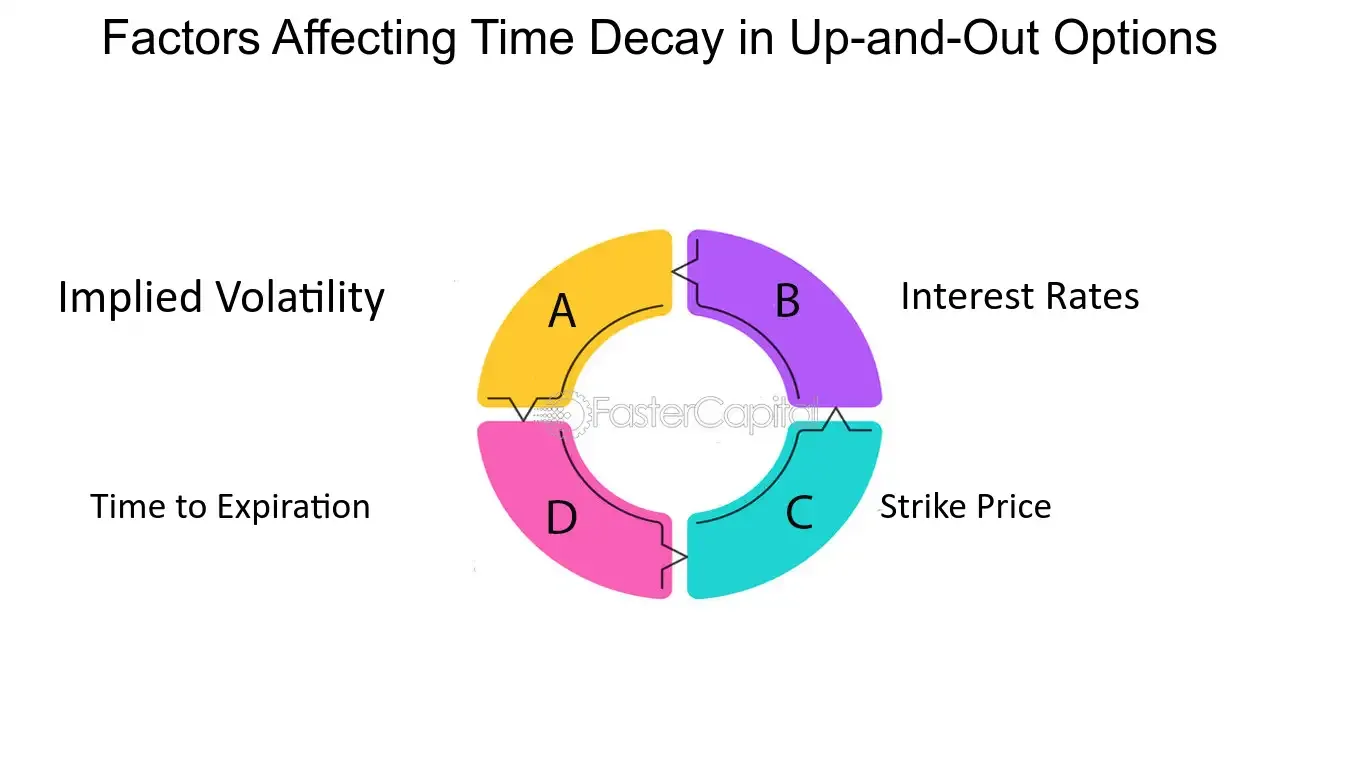 Factors Affecting Time Decay in Up-and-Out Options
Implied Volatility
A
B
Interest Rates
FasterCapital
Time to Expiration
D
C
Strike Price